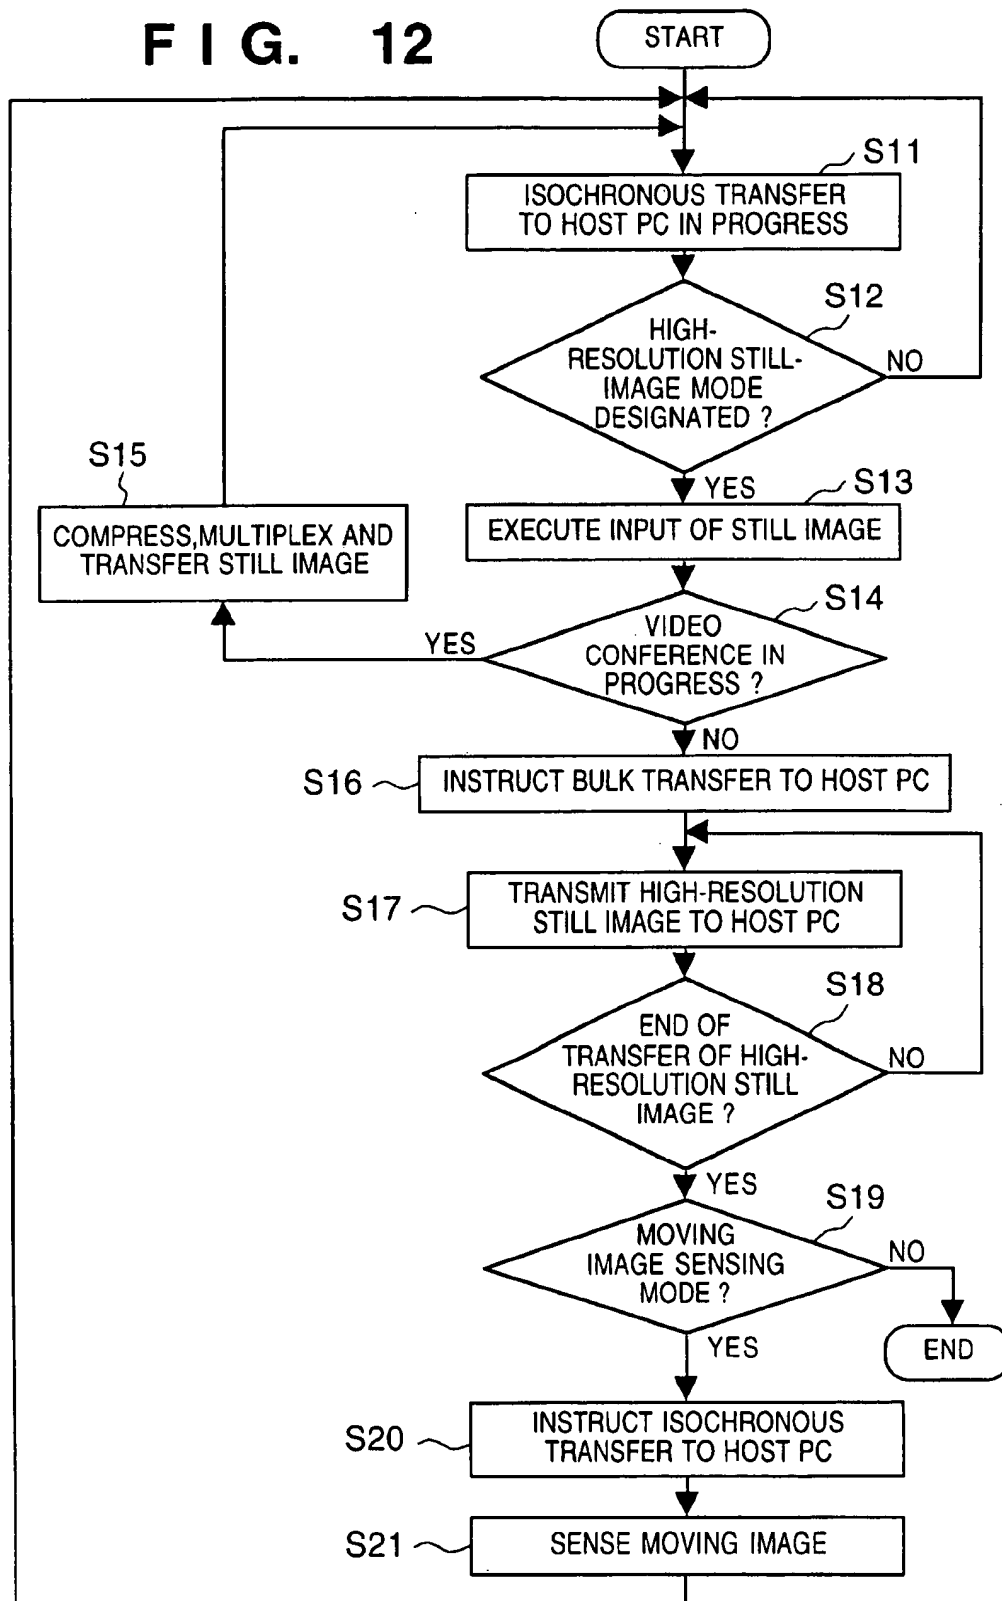 FIG. 12
START
S11
ISOCHRONOUS TRANSFER
TO HOST PC IN PROGRESS
S12
HIGH-
RESOLUTION STILL-
IMAGE MODE
DESIGNATED ?
NO
YES
S13
EXECUTE INPUT OF STILL IMAGE
S15
COMPRESS,MULTIPLEX AND
TRANSFER STILL IMAGE
S14
VIDEO
CONFERENCE IN
PROGRESS ?
YES
NO
S16
INSTRUCT BULK TRANSFER TO HOST PC
S17
TRANSMIT HIGH-RESOLUTION
STILL IMAGE TO HOST PC
S18
END OF
TRANSFER OF HIGH-
RESOLUTION STILL
IMAGE ?
NO
YES
S19
MOVING
IMAGE SENSING
MODE ?
NO
END
YES
S20
INSTRUCT ISOCHRONOUS
TRANSFER TO HOST PC
S21
SENSE MOVING IMAGE